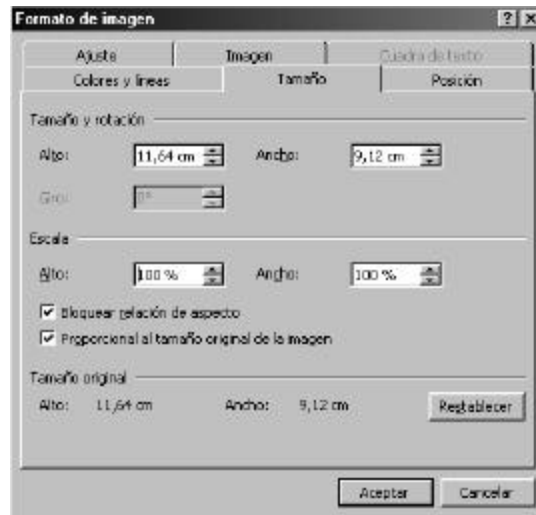 Formato de imagen
Ajuste Imagen Cuadro de texto
Colores y líneas Tamaño Posición
Tamaño y rotación
Alto: 11,64 cm Ancho: 9,12 cm
Giro: 0°
Escala
Alto: 100 % Ancho: 100 %
Bloquear relación de aspecto
Proporcional al tamaño original de la imagen
Tamaño original
Alto: 11,64 cm Ancho: 9,12 cm Restablecer
Aceptar Cancelar